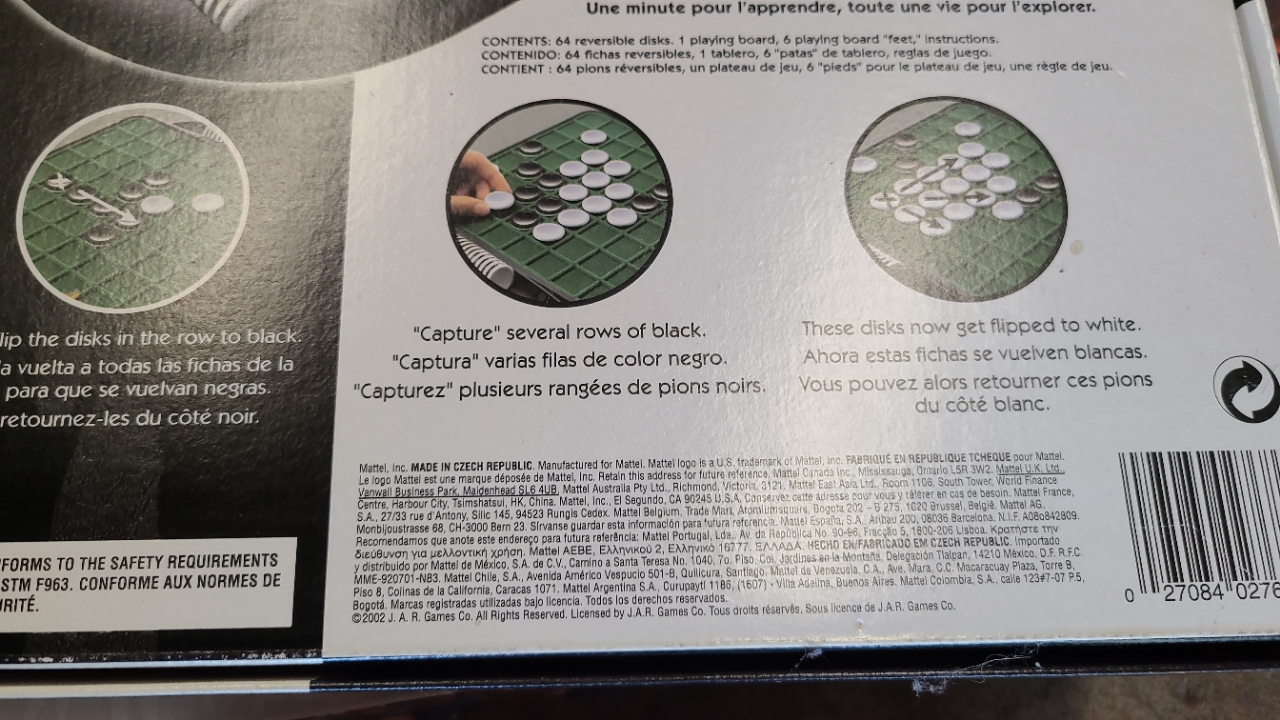 Une minute pour l'apprendre, toute une vie pour l'explorer.
CONTENTS: 64 reversible disks. 1 playing board, 6 playing board "feet," instructions.
CONTENIDO: 64 fichas reversibles, 1 tablero, 6 "patas" de tablero, reglas de juego.
CONTIENT : 64 pions réversibles, un plateau de jeu, 6 "pieds" pour le plateau de jeu, une règle de jeu.
lip the disks in the row to black.
a vuelta a todas las fichas de la
para que se vuelvan negras.
retournez-les du côté noir.
"Capture" several rows of black.
"Captura" varias filas de color negro.
"Capturez" plusieurs rangées de pions noirs.
These disks now get flipped to white.
Ahora estas fichas se vuelven blancas.
Vous pouvez alors retourner ces pions
du côté blanc.
FORMS TO THE SAFETY REQUIREMENTS
STM F963. CONFORME AUX NORMES DE
URITÉ.
Mattel, Inc. MADE IN CZECH REPUBLIC. Manufactured for Mattel. Mattel logo is a U.S. trademark of Mattel, Inc. FABRIQUÉ EN REPUBLIQUE TCHEQUE pour Mattel.
Le logo Mattel est une marque déposée de Mattel, Inc. Retain this address for future reference: Mattel Canada Inc., Mississauga, Ontario L5R 3W2. Mattel U.K. Ltd.,
Vanwall Business Park, Maidenhead SL6 4UB. Mattel Australia Pty Ltd., Richmond, Victoria, 3121. Mattel East Asia Ltd., Room 1106, South Tower, World Finance
Centre, Harbour City, Tsimshatsui, HK, China. Mattel, Inc., El Segundo, CA 90245 U.S.A. Conservez cette adresse pour vous y référer en cas de besoin. Mattel France,
S.A., 27/33 rue d'Antony, Silic 145, 94523 Rungis Cedex. Mattel Belgium, Trade Mart, Atomiumsquare, Bogota 202 - B 275, 1020 Brussel, België. Mattel AG,
Monbijoustrasse 68, CH-3000 Bern 23. Sírvanse guardar esta información para futura referencia. Mattel España, S.A., Aribau 200, 08036 Barcelona. N.I.F. A08o842809.
Recomendamos que anote este endereço para futura referência: Mattel Portugal, Lda., Av. da República No. 90-96, Fracção 5, 1800-206 Lisboa. Κρατήστε την
διεύθυνση για μελλοντική χρήση. Mattel AEBE, Ελληνικού 2, Ελληνικό 16777. ΕΛΛΑΔΑ. HECHO EN/FABRICADO EM CZECH REPUBLIC. Importado
y distribuido por Mattel de México, S.A. de C.V., Camino a Santa Teresa No. 1040, 7o. Piso, Col. Jardines en la Montaña, Delegación Tlalpan, 14210 México, D.F. R.F.C.
MME-920701-NB3. Mattel Chile, S.A., Avenida Américo Vespucio 501-B, Quilicura, Santiago. Mattel de Venezuela, C.A., Ave. Mara, C.C. Macaracuay Plaza, Torre B,
Piso 8, Colinas de la California, Caracas 1071. Mattel Argentina S.A., Curupaytí 1186, (1607) - Villa Adelina, Buenos Aires. Mattel Colombia, S.A., calle 123#7-07 P.5,
Bogotá. Marcas registradas utilizadas bajo licencia. Todos los derechos reservados.
©2002 J. A. R. Games Co. All Rights Reserved. Licensed by J.A.R. Games Co. Tous droits réservés. Sous licence de J.A.R. Games Co.
0 27084 0276